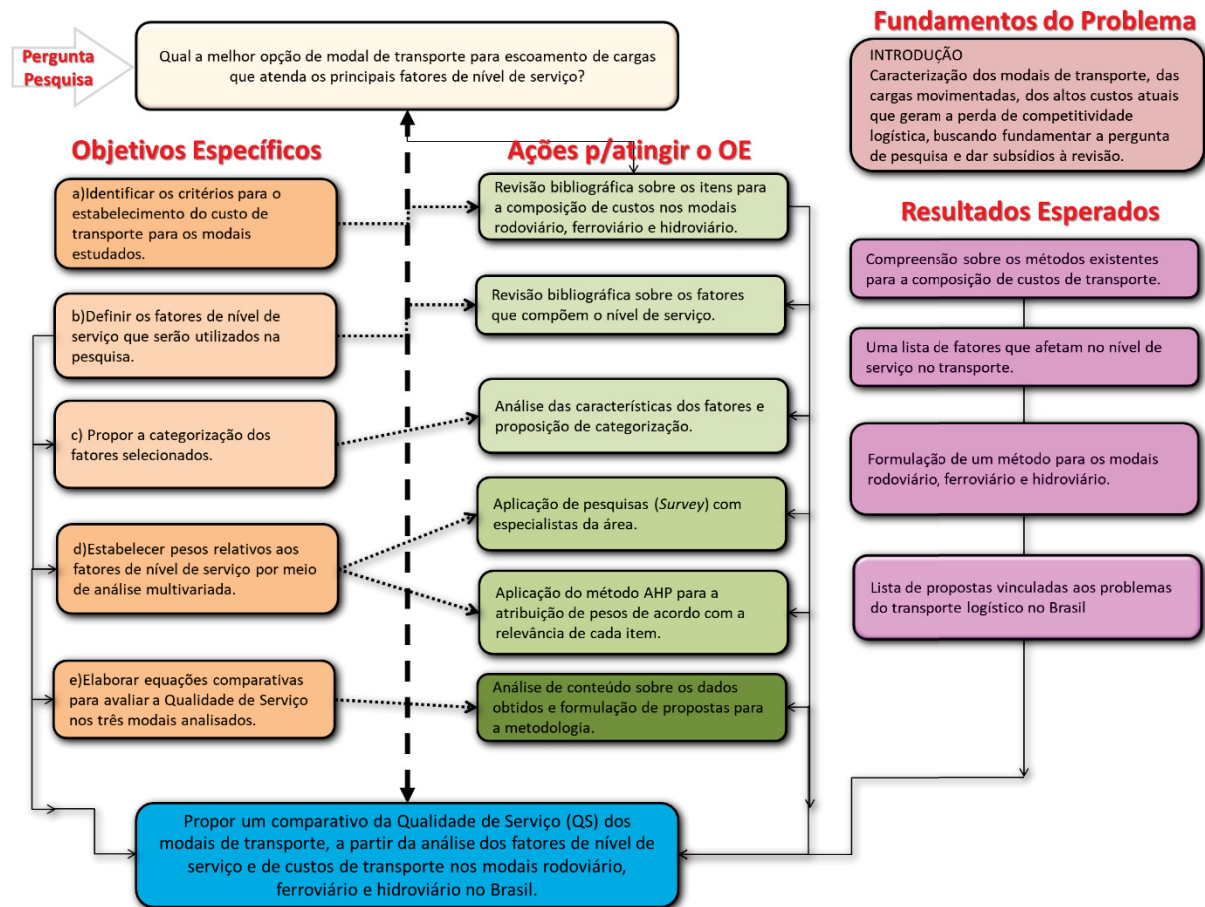 Pergunta
Pesquisa
Qual a melhor opção de modal de transporte para escoamento de cargas
que atenda os principais fatores de nível de serviço?
Fundamentos do Problema
INTRODUÇÃO
Caracterização dos modais de transporte, das
cargas movimentadas, dos altos custos atuais
que geram a perda de competitividade
logística, buscando fundamentar a pergunta
de pesquisa e dar subsídios à revisão.
Objetivos Específicos
a)Identificar os critérios para o
estabelecimento do custo de
transporte para os modais
estudados.
b)Definir os fatores de nível de
serviço que serão utilizados na
pesquisa.
c) Propor a categorização dos
fatores selecionados.
d)Estabelecer pesos relativos aos
fatores de nível de serviço por meio
de análise multivariada.
e)Elaborar equações comparativas
para avaliar a Qualidade de Serviço
nos três modais analisados.
Ações p/atingir o OE
Revisão bibliográfica sobre os itens para
a composição de custos nos modais
rodoviário, ferroviário e hidroviário.
Revisão bibliográfica sobre os fatores
que compõem o nível de serviço.
Análise das características dos fatores e
proposição de categorização.
Aplicação de pesquisas (Survey) com
especialistas da área.
Aplicação do método AHP para a
atribuição de pesos de acordo com a
relevância de cada item.
Análise de conteúdo sobre os dados
obtidos e formulação de propostas para
a metodologia.
Resultados Esperados
Compreensão sobre os métodos existentes
para a composição de custos de transporte.
Uma lista de fatores que afetam no nível de
serviço no transporte.
Formulação de um método para os modais
rodoviário, ferroviário e hidroviário.
Lista de propostas vinculadas aos problemas
do transporte logístico no Brasil
Propor um comparativo da Qualidade de Serviço (QS) dos
modais de transporte, a partir da análise dos fatores de nível de
serviço e de custos de transporte nos modais rodoviário,
ferroviário e hidroviário no Brasil.